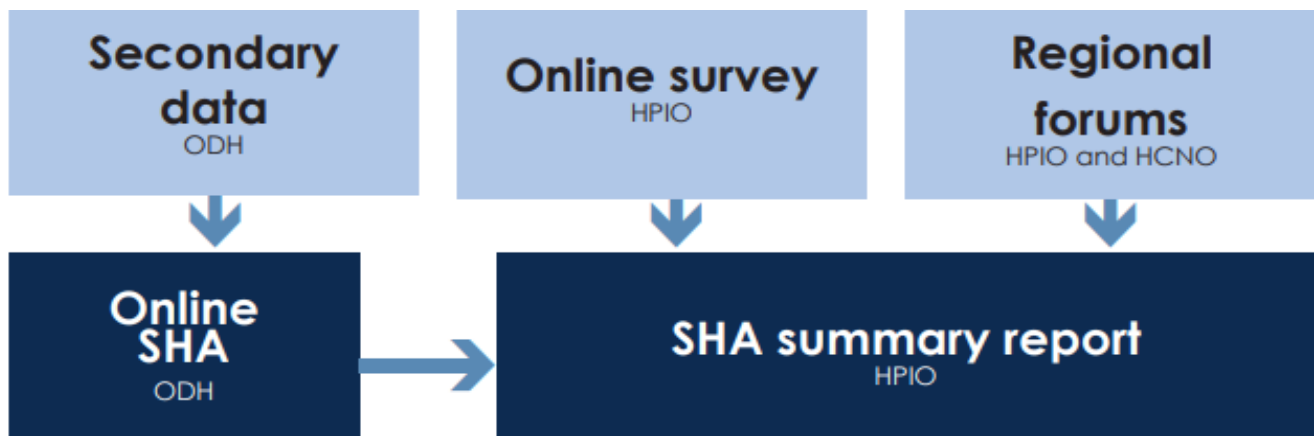 Secondary
data
ODH
Online survey
HPIO
Regional
forums
HPIO and HCNO
Online
SHA
ODH
SHA summary report
HPIO